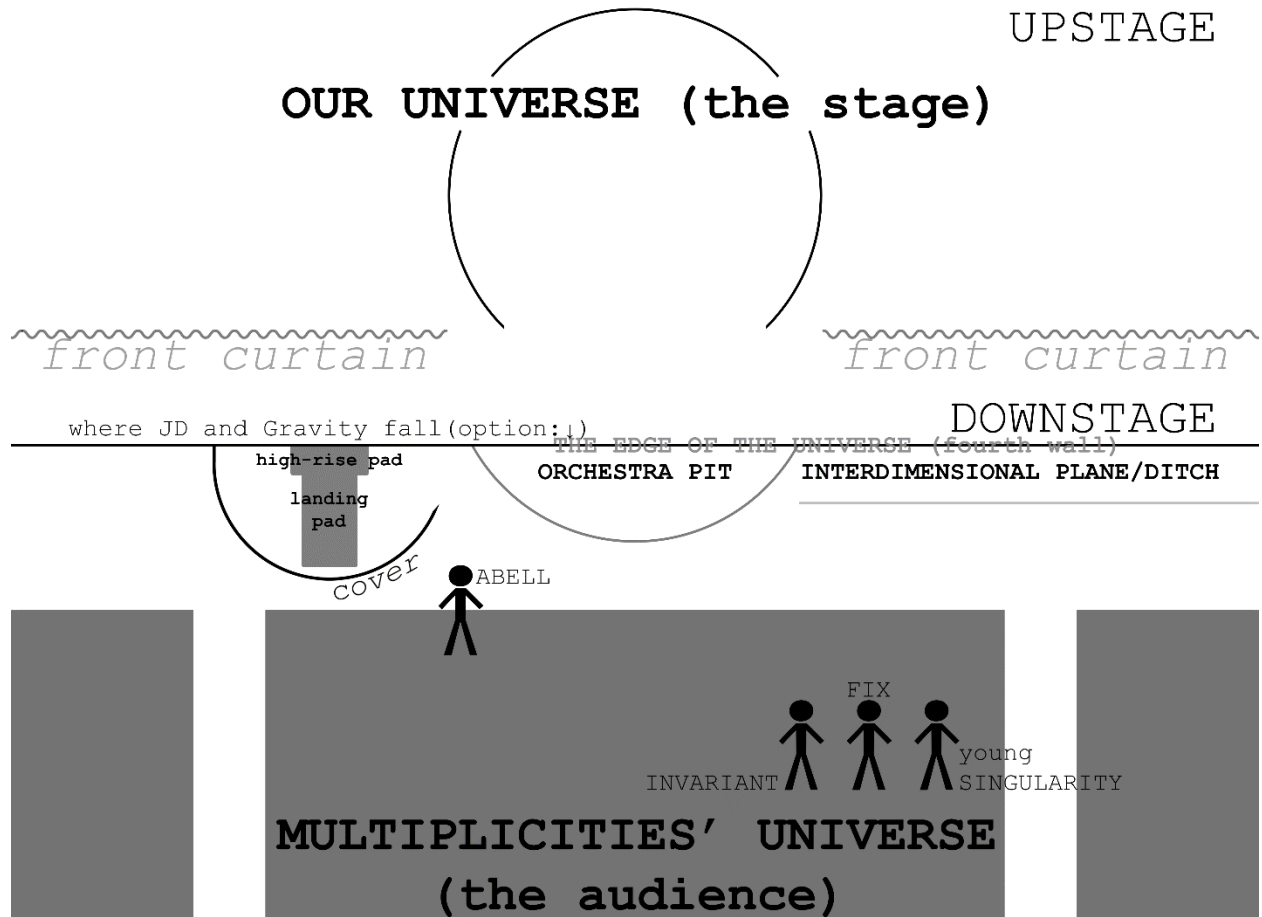 UPSTAGE
OUR UNIVERSE (the stage)
front curtain
front curtain
DOWNSTAGE
where JD and Gravity fall(option:↓)
THE EDGE OF THE UNIVERSE (fourth wall)
high-rise pad
ORCHESTRA PIT
INTERDIMENSIONAL PLANE/DITCH
landing
pad
cover
ABELL
FIX
young
INVARIANT
SINGULARITY
MULTIPLICITIES’ UNIVERSE
(the audience)